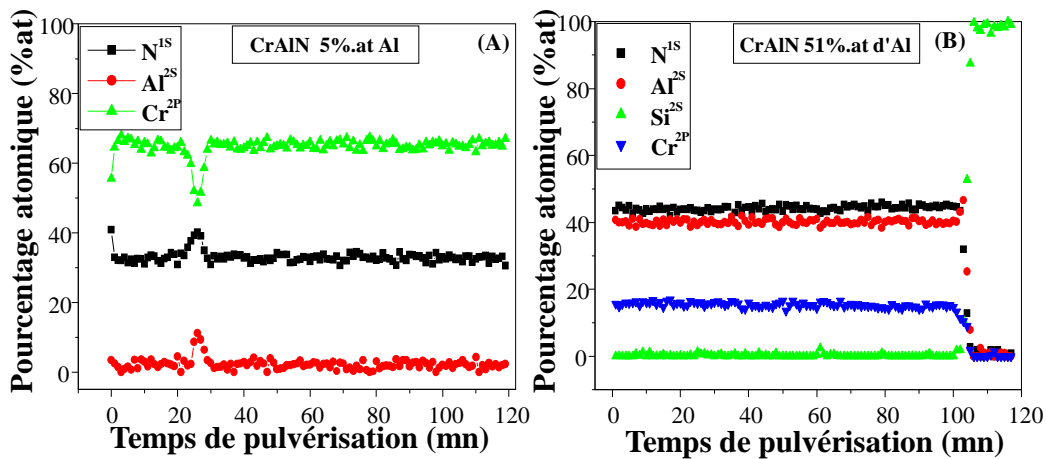 CrAlN 5%.at Al
(A)
N1S
Al2S
Cr2P
Pourcentage atomique (%at)
100
80
60
40
20
0
0 20 40 60 80 100 120
Temps de pulvérisation (mn)
CrAlN 51%.at d'Al
(B)
N1S
Al2S
Si2S
Cr2P
Pourcentage atomique (%at)
100
80
60
40
20
0
0 20 40 60 80 100 120
Temps de pulvérisation (mn)